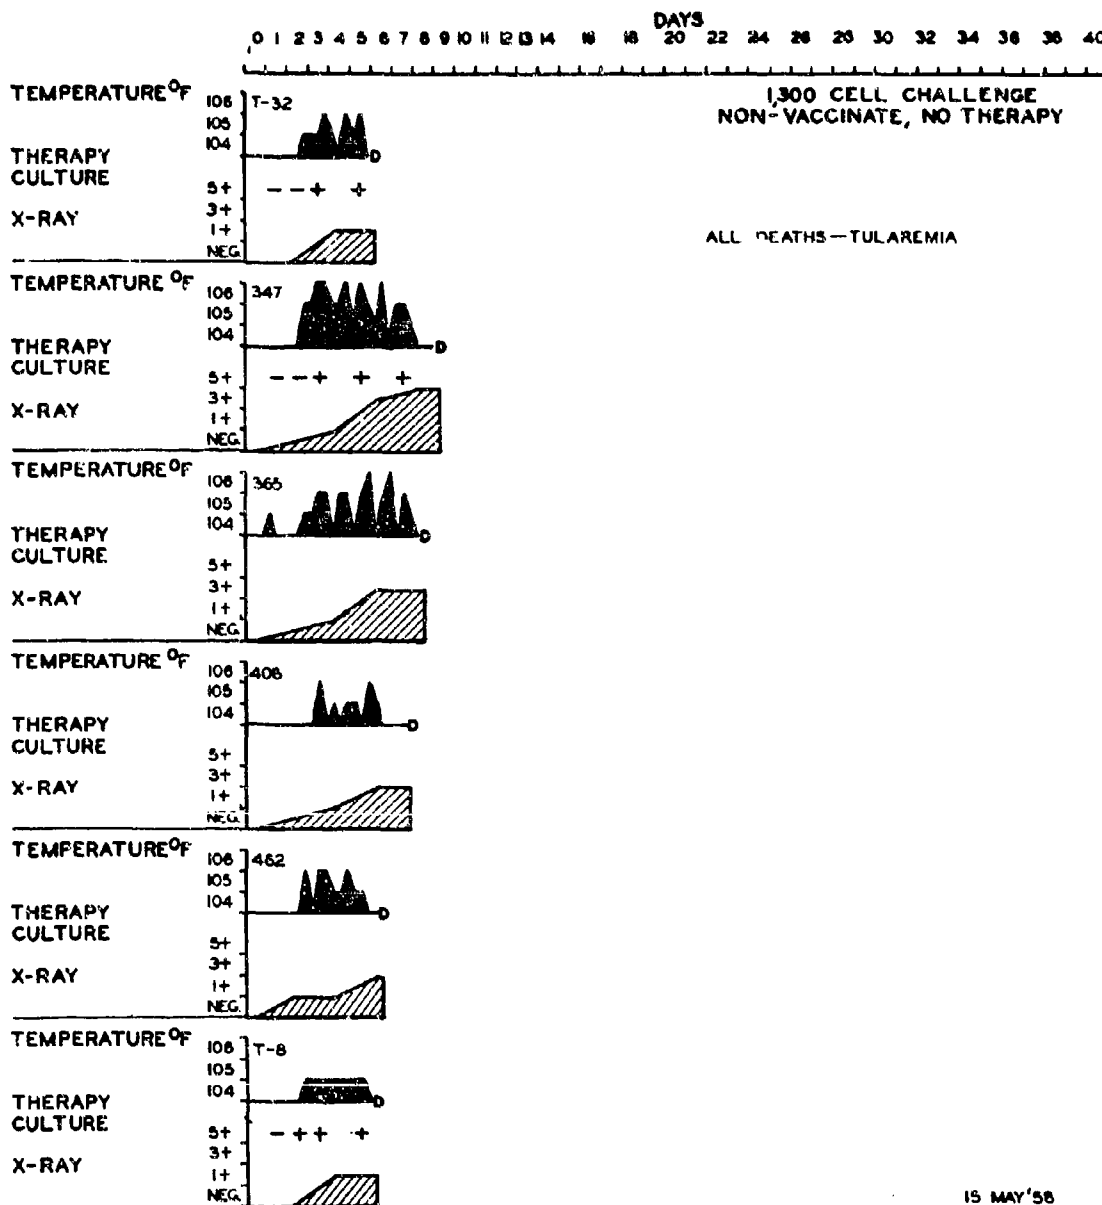 DAYS
0 1 2 3 4 5 6 7 8 9 10 11 12 13 14 16 18 20 22 24 26 28 30 32 34 36 38 40
1,300 CELL CHALLENGE
NON-VACCINATE, NO THERAPY
ALL DEATHS—TULAREMIA
TEMPERATURE °F
106 T-32
105
104
D
THERAPY
CULTURE
5+ - - + +
3+
X-RAY
1+
NEG.
TEMPERATURE °F
106 347
105
104
D
THERAPY
CULTURE
5+ - - + + +
3+
X-RAY
1+
NEG.
TEMPERATURE °F
106 365
105
104
D
THERAPY
CULTURE
5+
3+
X-RAY
1+
NEG.
TEMPERATURE °F
106 408
105
104
D
THERAPY
CULTURE
5+
3+
X-RAY
1+
NEG.
TEMPERATURE °F
106 462
105
104
D
THERAPY
CULTURE
5+
3+
X-RAY
1+
NEG.
TEMPERATURE °F
106 T-8
105
104
D
THERAPY
CULTURE
5+ - + + +
3+
X-RAY
1+
NEG.
15 MAY '58